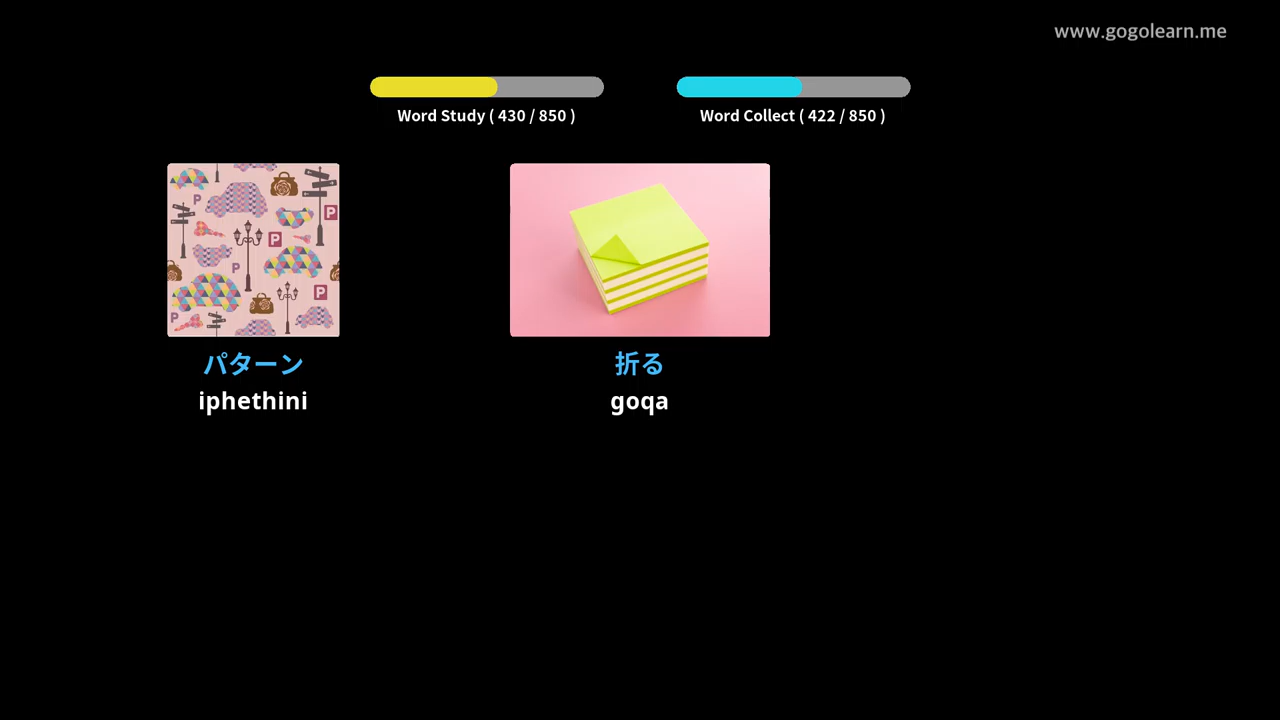 www.gogolearn.me
Word Study ( 430 / 850 )
Word Collect ( 422 / 850 )
P
P
P
P
P
P
パターン
iphethini
折る
goqa